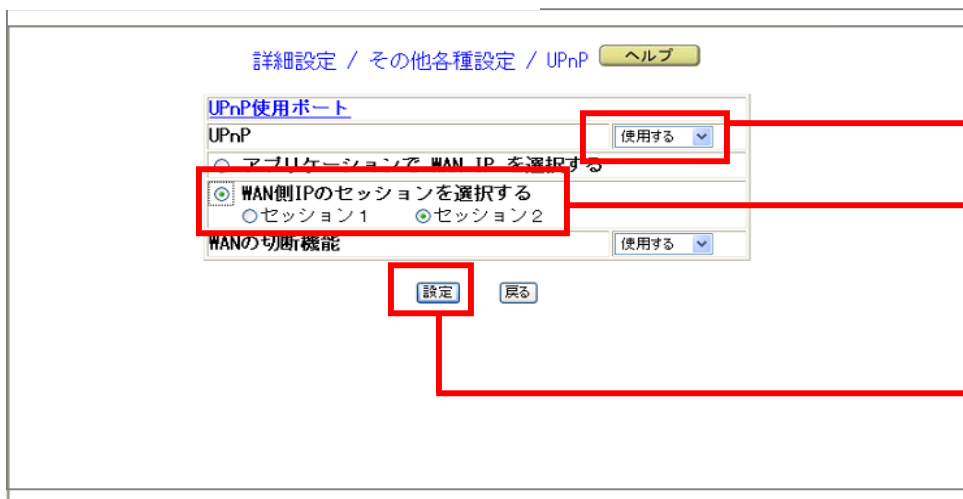 詳細設定 / その他各種設定 / UPnP ヘルプ
UPnP使用ポート
UPnP 使用する
アプリケーションで WAN IP を選択する
WAN側IPのセッションを選択する
セッション1 セッション2
WANの切断機能 使用する
設定 戻る